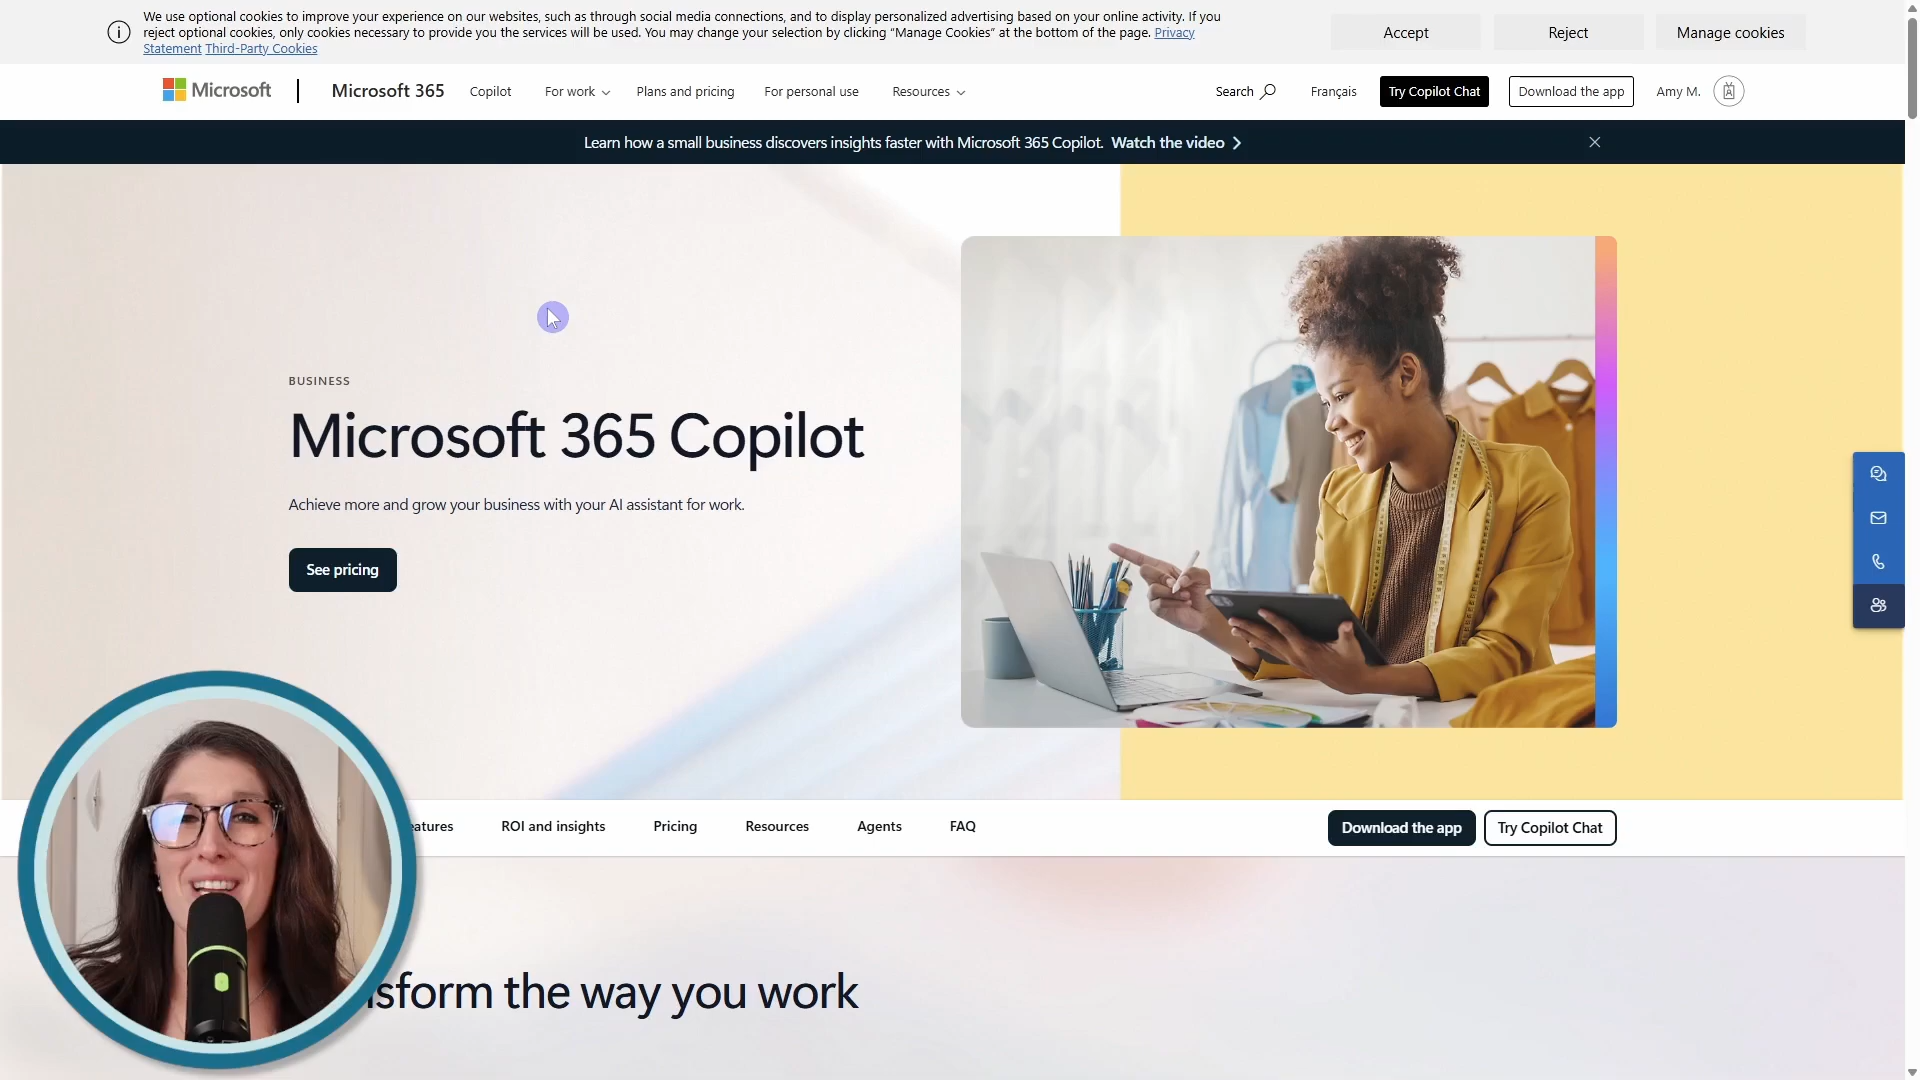 We use optional cookies to improve your experience on our websites, such as through social media connections, and to display personalized advertising based on your online activity. If you
reject optional cookies, only cookies necessary to provide you the services will be used. You may change your selection by clicking “Manage Cookies” at the bottom of the page. Privacy
Statement Third-Party Cookies
Accept
Reject
Manage cookies
Microsoft
Microsoft 365
Copilot
For work
Plans and pricing
For personal use
Resources
Search
Français
Try Copilot Chat
Download the app
Amy M.
Learn how a small business discovers insights faster with Microsoft 365 Copilot. Watch the video
BUSINESS
Microsoft 365 Copilot
Achieve more and grow your business with your AI assistant for work.
See pricing
eatures
ROI and insights
Pricing
Resources
Agents
FAQ
Download the app
Try Copilot Chat
nsform the way you work